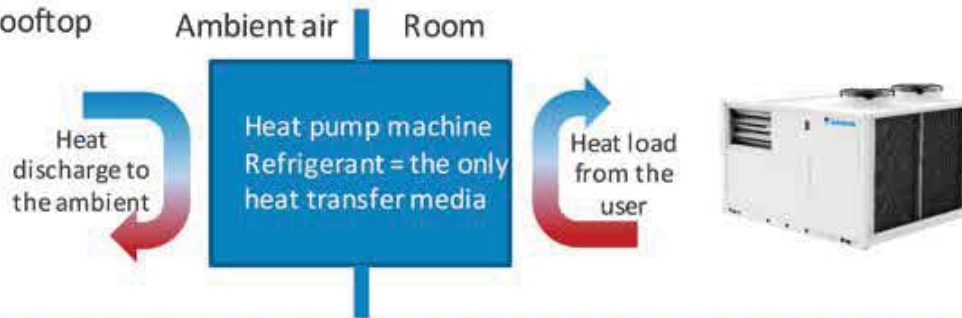 ooftop
Ambient air
Room
Heat
discharge to
the ambient
Heat pump machine
Refrigerant = the only
heat transfer media
Heat load
from the
user